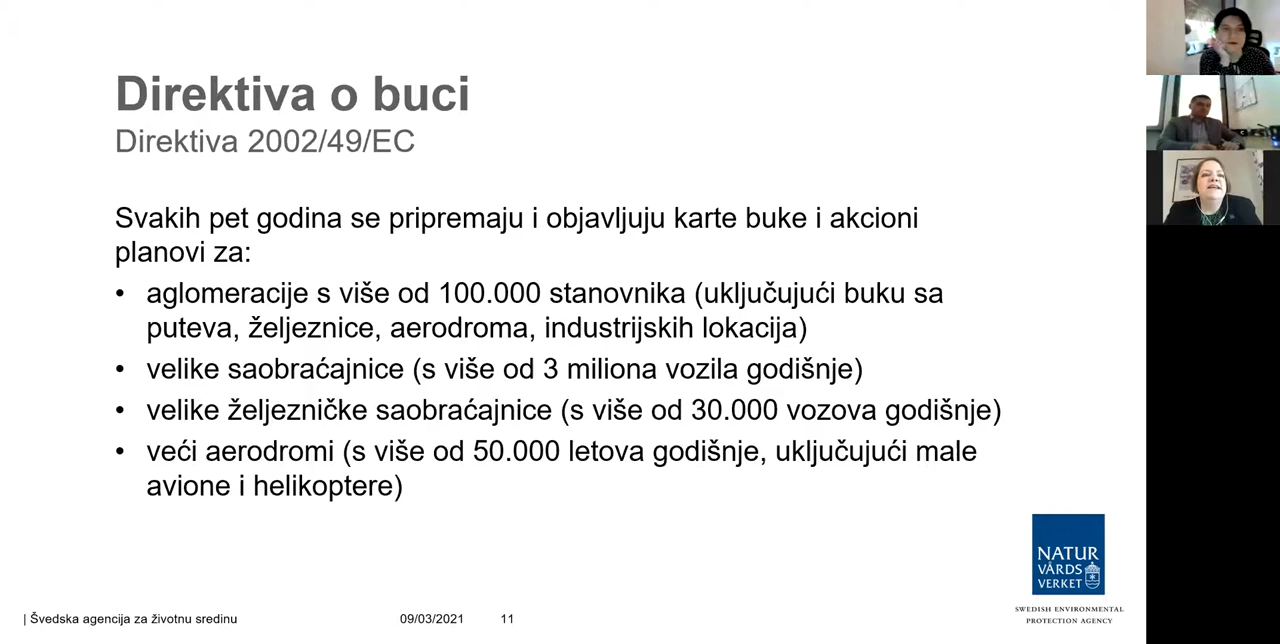 Direktiva o buci
Direktiva 2002/49/EC
Svakih pet godina se pripremaju i objavljuju karte buke i akcioni
planovi za:
• aglomeracije s više od 100.000 stanovnika (uključujući buku sa
puteva, željeznice, aerodroma, industrijskih lokacija)
• velike saobraćajnice (s više od 3 miliona vozila godišnje)
• velike željezničke saobraćajnice (s više od 30.000 vozova godišnje)
• veći aerodromi (s više od 50.000 letova godišnje, uključujući male
avione i helikoptere)
NATUR
VÅRDS
VERKET
SWEDISH ENVIRONMENTAL
PROTECTION AGENCY
| Švedska agencija za životnu sredinu 09/03/2021 11